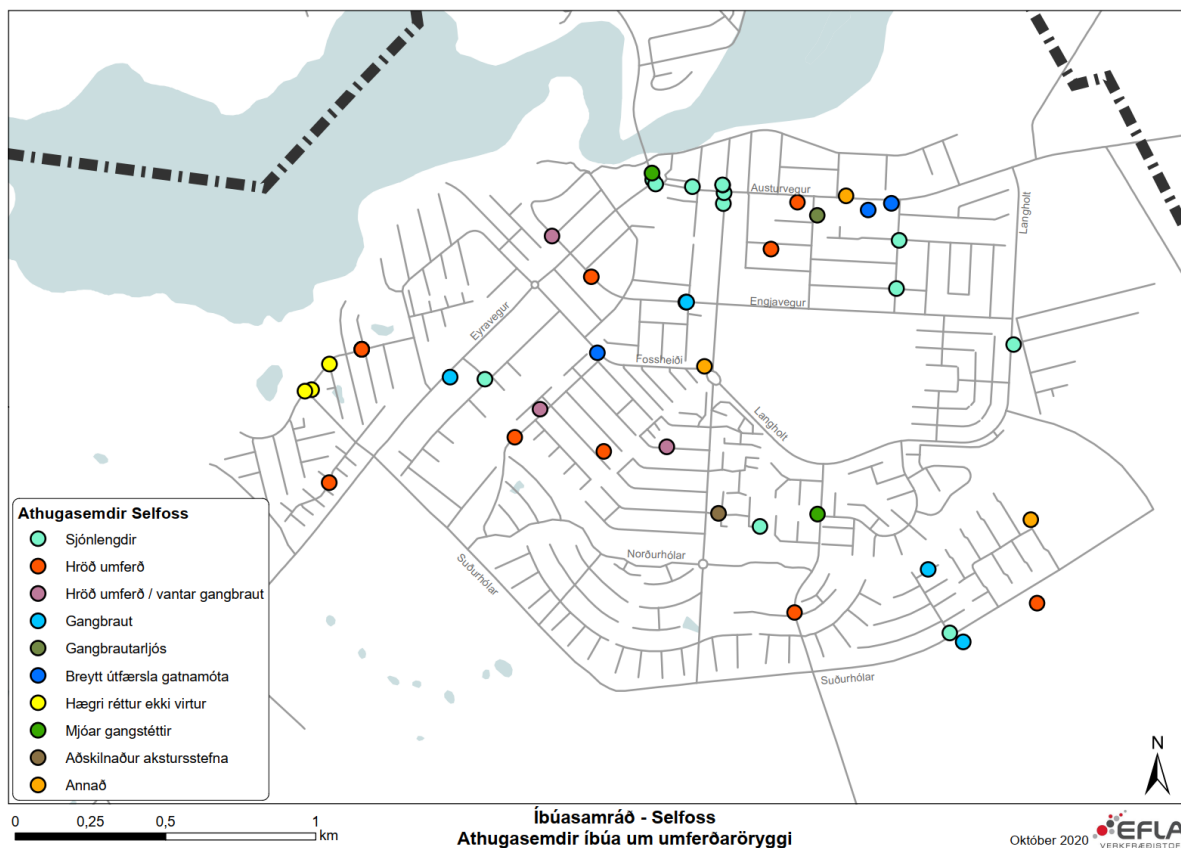 Austurvegur
Langholt
Engjavegur
Eyravegur
Fossheiði
Langholt
Norðurhólar
Suðurhólar
Suðurhólar
Athugasemdir Selfoss
Sjónlengdir
Hröð umferð
Hröð umferð / vantar gangbraut
Gangbraut
Gangbrautarljós
Breytt útfærsla gatnamóta
Hægri réttur ekki virtur
Mjóar gangstéttir
Aðskilnaður akstursstefna
Annað
N
0 0,25 0,5 1
km
Íbúasamráð - Selfoss
Athugasemdir íbúa um umferðaröryggi
Október 2020
EFLA
VERKFRÆÐISTOF